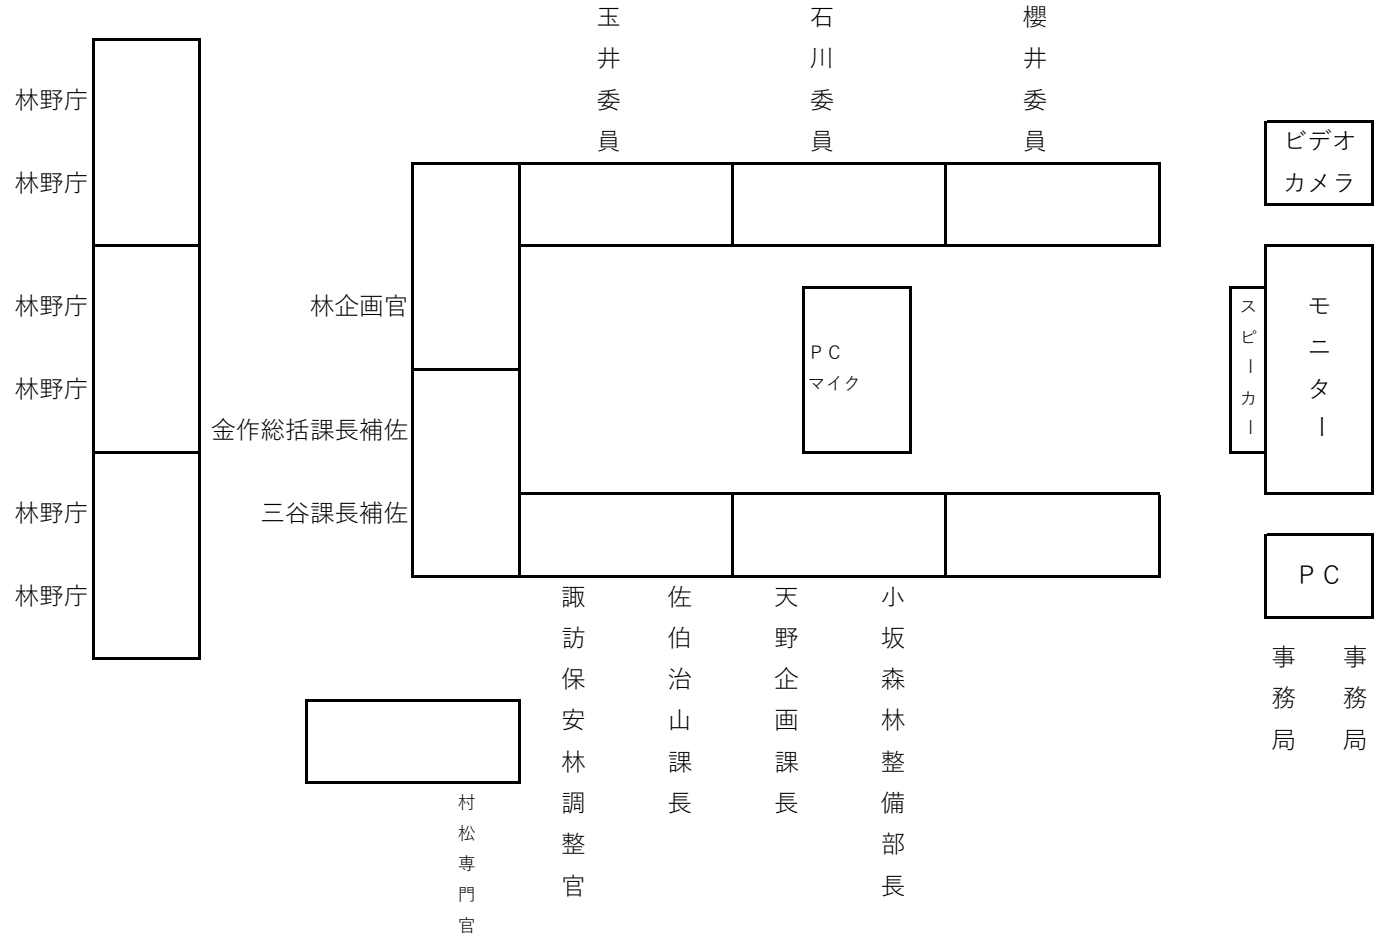 玉井委員
石川委員
櫻井委員
林野庁
林野庁
林野庁
林野庁
林野庁
林野庁
林企画官
金作総括課長補佐
三谷課長補佐
ＰＣ
マイク
ビデオ
カメラ
スピーカー
モニター
ＰＣ
事務局
事務局
諏訪保安林調整官
佐伯治山課長
天野企画課長
小坂森林整備部長
村松専門官